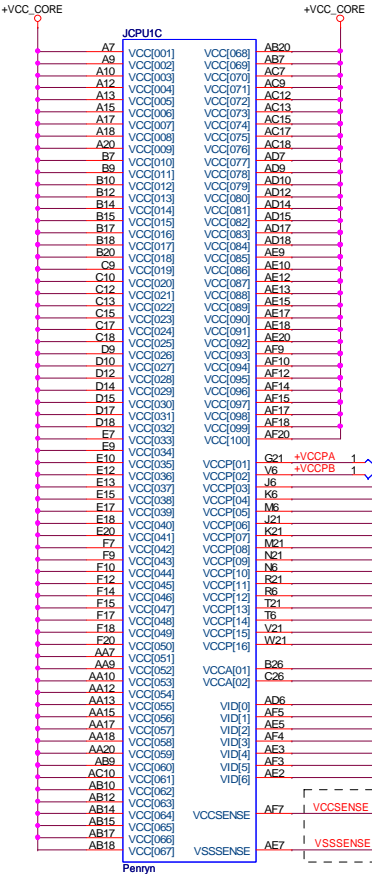 +VCC_CORE
+VCC_CORE
JCPU1C
A7 VCC[001]
A9 VCC[002]
A10 VCC[003]
A12 VCC[004]
A13 VCC[005]
A15 VCC[006]
A17 VCC[007]
A18 VCC[008]
A20 VCC[009]
B7 VCC[010]
B9 VCC[011]
B10 VCC[012]
B12 VCC[013]
B14 VCC[014]
B15 VCC[015]
B17 VCC[016]
B18 VCC[017]
B20 VCC[018]
C9 VCC[019]
C10 VCC[020]
C12 VCC[021]
C13 VCC[022]
C15 VCC[023]
C17 VCC[024]
C18 VCC[025]
D9 VCC[026]
D10 VCC[027]
D12 VCC[028]
D14 VCC[029]
D15 VCC[030]
D17 VCC[031]
D18 VCC[032]
E7 VCC[033]
E9 VCC[034]
E10 VCC[035]
E12 VCC[036]
E13 VCC[037]
E15 VCC[038]
E17 VCC[039]
E18 VCC[040]
E20 VCC[041]
F7 VCC[042]
F9 VCC[043]
F10 VCC[044]
F12 VCC[045]
F14 VCC[046]
F15 VCC[047]
F17 VCC[048]
F18 VCC[049]
F20 VCC[050]
AA7 VCC[051]
AA9 VCC[052]
AA10 VCC[053]
AA12 VCC[054]
AA13 VCC[055]
AA15 VCC[056]
AA17 VCC[057]
AA18 VCC[058]
AA20 VCC[059]
AB9 VCC[060]
AC10 VCC[061]
AB10 VCC[062]
AB12 VCC[063]
AB14 VCC[064]
AB15 VCC[065]
AB17 VCC[066]
AB18 VCC[067]
VCC[068] AB20
VCC[069] AB7
VCC[070] AC7
VCC[071] AC9
VCC[072] AC12
VCC[073] AC13
VCC[074] AC15
VCC[075] AC17
VCC[076] AC18
VCC[077] AD7
VCC[078] AD9
VCC[079] AD10
VCC[080] AD12
VCC[081] AD14
VCC[082] AD15
VCC[083] AD17
VCC[084] AD18
VCC[085] AE9
VCC[086] AE10
VCC[087] AE12
VCC[088] AE13
VCC[089] AE15
VCC[090] AE17
VCC[091] AE18
VCC[092] AE20
VCC[093] AF9
VCC[094] AF10
VCC[095] AF12
VCC[096] AF14
VCC[097] AF15
VCC[098] AF17
VCC[099] AF18
VCC[100] AF20
VCCP[01] G21 +VCCPA 1
VCCP[02] V6 +VCCPB 1
VCCP[03] J6
VCCP[04] K6
VCCP[05] M6
VCCP[06] J21
VCCP[07] K21
VCCP[08] M21
VCCP[09] N21
VCCP[10] N6
VCCP[11] R21
VCCP[12] R6
VCCP[13] T21
VCCP[14] T6
VCCP[15] V21
VCCP[16] W21
VCCA[01] B26
VCCA[02] C26
VID[0] AD6
VID[1] AF5
VID[2] AE5
VID[3] AF4
VID[4] AE3
VID[5] AF3
VID[6] AE2
VCCSENSE AF7 VCCSENSE
VSSSENSE AE7 VSSSENSE
Penryn